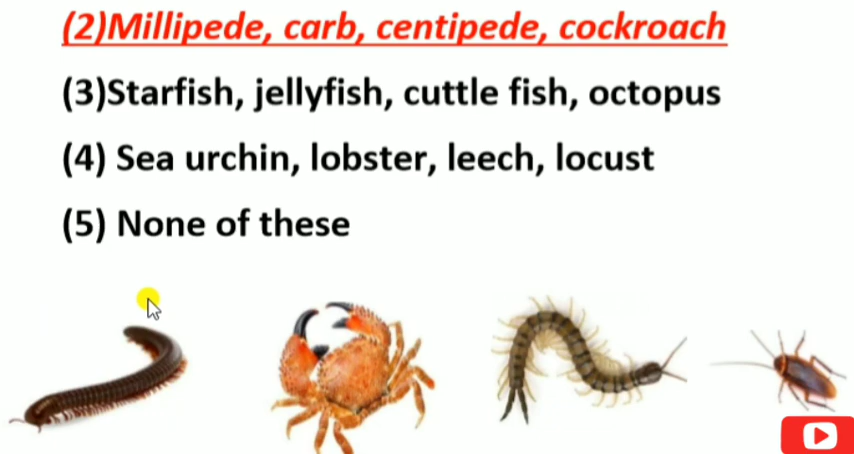 (2)Millipede, carb, centipede, cockroach
(3)Starfish, jellyfish, cuttle fish, octopus
(4) Sea urchin, lobster, leech, locust
(5) None of these